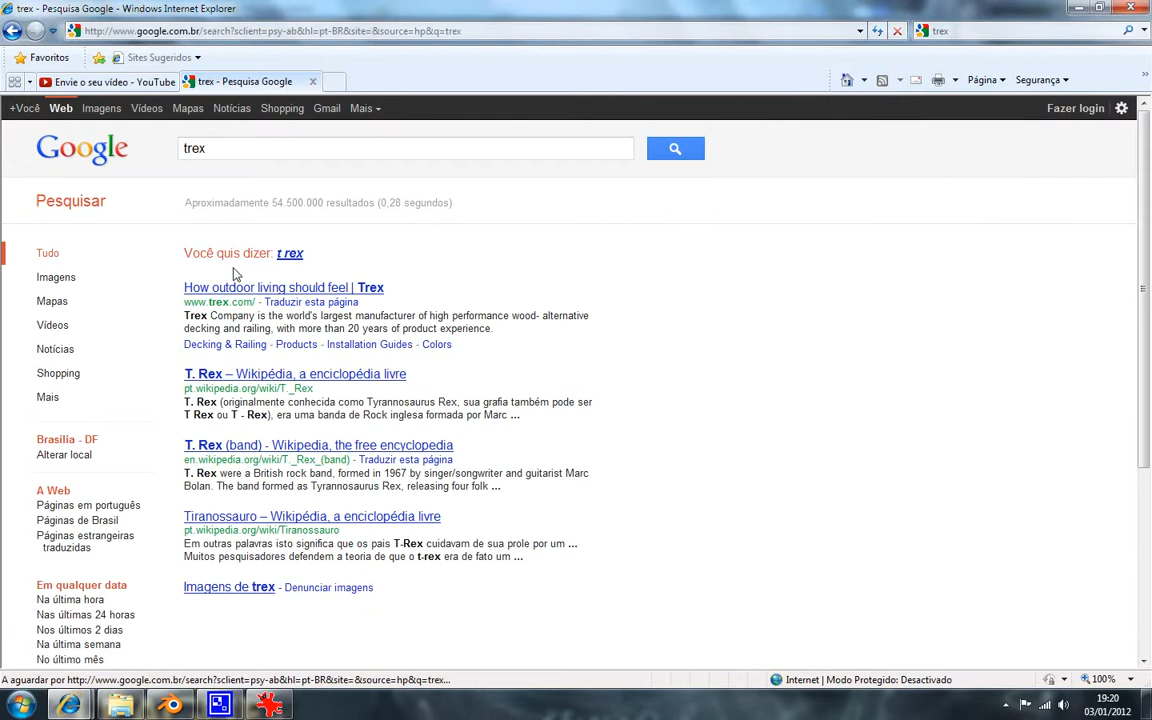 trex - Pesquisa Google - Windows Internet Explorer
http://www.google.com.br/search?sclient=psy-ab&hl=pt-BR&site=&source=hp&q=trex
trex
Favorites
Sites Sugeridos
Envie o seu vídeo - YouTube
trex - Pesquisa Google
Página
Segurança
+Você Web Imagens Vídeos Mapas Notícias Shopping Gmail Mais
Fazer login
Google
trex
Pesquisar
Aproximadamente 54.500.000 resultados (0,28 segundos)
Tudo
Imagens
Mapas
Vídeos
Notícias
Shopping
Mais
Brasília - DF
Alterar local
A Web
Páginas em português
Páginas de Brasil
Páginas estrangeiras
traduzidas
Em qualquer data
Na última hora
Nas últimas 24 horas
Nos últimos 2 dias
Na última semana
No último mês
Você quis dizer: t rex
How outdoor living should feel | Trex
www.trex.com/ - Traduzir esta página
Trex Company is the world's largest manufacturer of high performance wood- alternative
decking and railing, with more than 20 years of product experience.
Decking & Railing - Products - Installation Guides - Colors
T. Rex – Wikipédia, a enciclopédia livre
pt.wikipedia.org/wiki/T._Rex
T. Rex (originalmente conhecida como Tyrannosaurus Rex, sua grafia também pode ser
T Rex ou T - Rex), era uma banda de Rock inglesa formada por Marc ...
T. Rex (band) - Wikipedia, the free encyclopedia
en.wikipedia.org/wiki/T._Rex_(band) - Traduzir esta página
T. Rex were a British rock band, formed in 1967 by singer/songwriter and guitarist Marc
Bolan. The band formed as Tyrannosaurus Rex, releasing four folk ...
Tiranossauro – Wikipédia, a enciclopédia livre
pt.wikipedia.org/wiki/Tiranossauro
Em outras palavras isto significa que os pais T-Rex cuidavam de sua prole por um ...
Muitos pesquisadores defendem a teoria de que o t-rex era de fato um ...
Imagens de trex - Denunciar imagens
A aguardar por http://www.google.com.br/search?sclient=psy-ab&hl=pt-BR&site=&source=hp&q=trex...
Internet | Modo Protegido: Desactivado
100%
19:20
03/01/2012